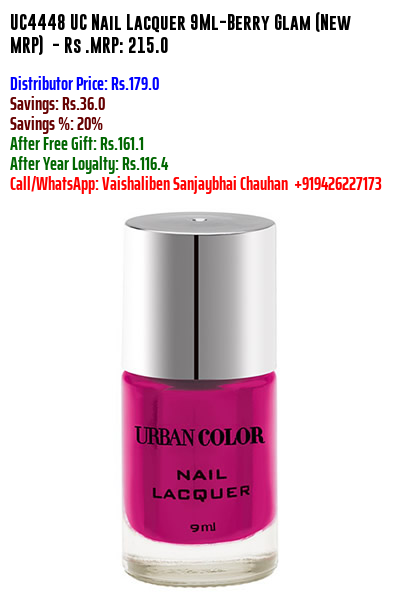 UC4448 UC Nail Lacquer 9Ml-Berry Glam (New
MRP) - Rs .MRP: 215.0
Distributor Price: Rs.179.0
Savings: Rs.36.0
Savings %: 20%
After Free Gift: Rs.161.1
After Year Loyalty: Rs.116.4
Call/WhatsApp: Vaishaliben Sanjaybhai Chauhan +919426227173
URBAN COLOR
NAIL
LACQUER
9ml